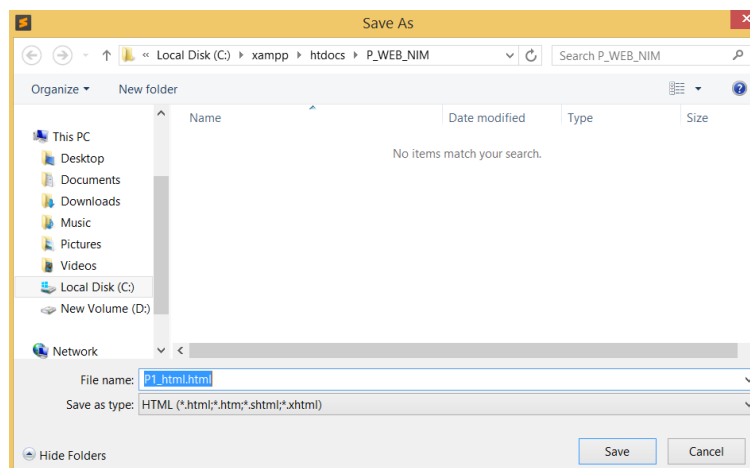 Save As
« Local Disk (C:) xampp htdocs P_WEB_NIM Search P_WEB_NIM
Organize New folder
Name Date modified Type Size
No items match your search.
This PC
Desktop
Documents
Downloads
Music
Pictures
Videos
Local Disk (C:)
New Volume (D:)
Network
File name: P1_html.html
Save as type: HTML (*.html;*.htm;*.shtml;*.xhtml)
Hide Folders Save Cancel